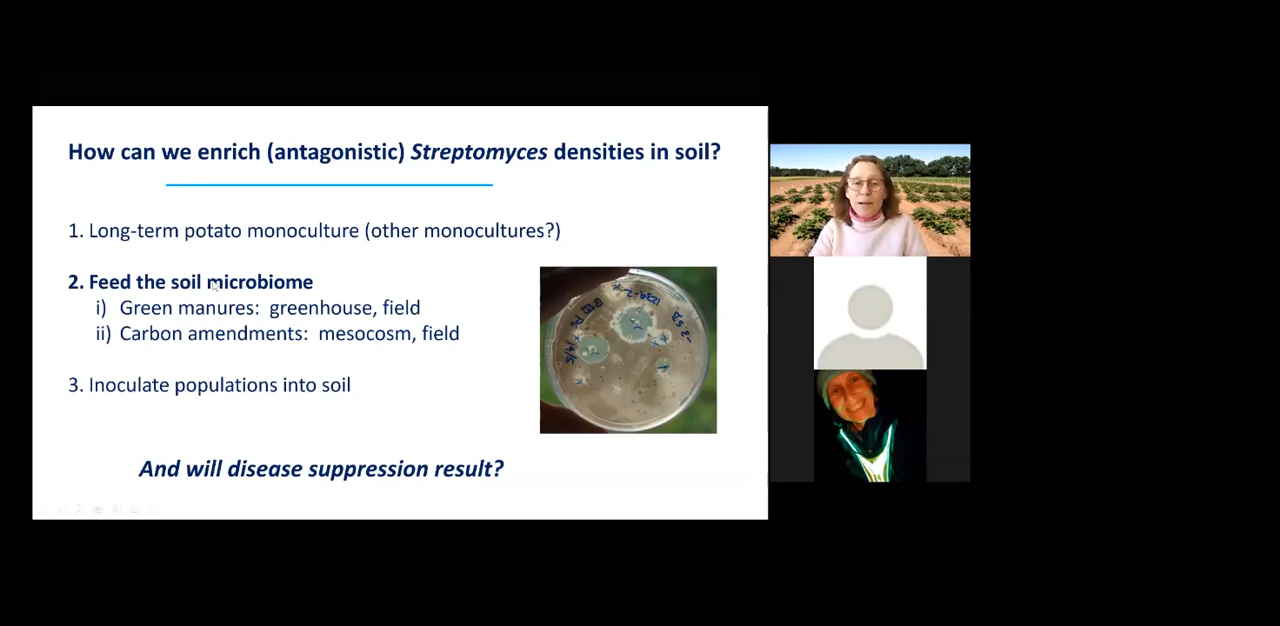 How can we enrich (antagonistic) Streptomyces densities in soil?
1. Long-term potato monoculture (other monocultures?)
2. Feed the soil microbiome
i) Green manures: greenhouse, field
ii) Carbon amendments: mesocosm, field
3. Inoculate populations into soil
And will disease suppression result?